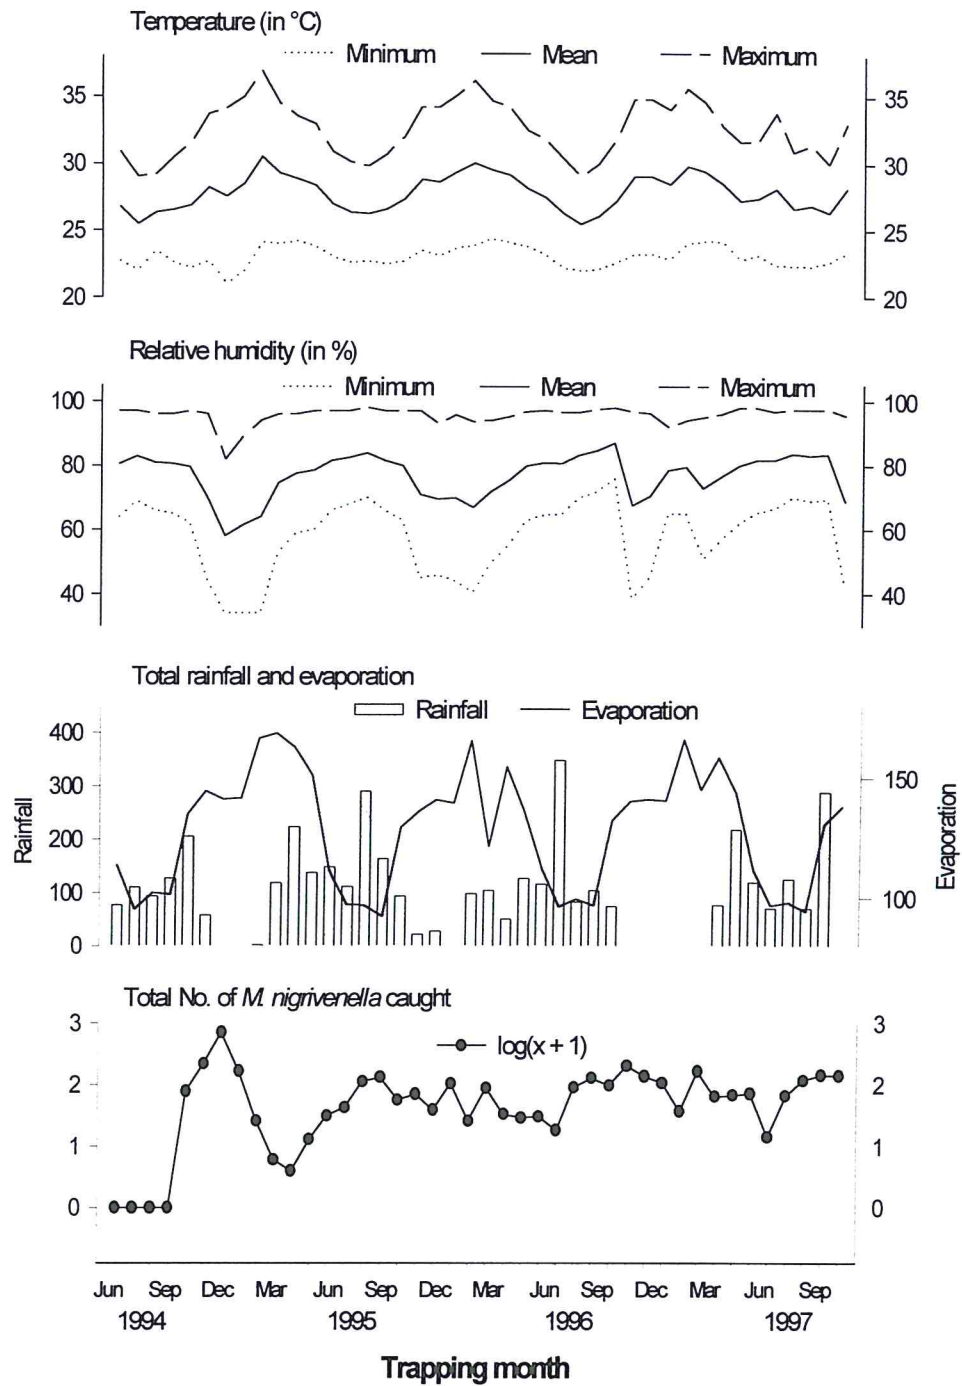 Temperature (in °C)
Minimum Mean Maximum
35 35
30 30
25 25
20 20
Relative humidity (in %)
Minimum Mean Maximum
100 100
80 80
60 60
40 40
Total rainfall and evaporation
Rainfall Evaporation
400
300
200
100
0
Rainfall
150
100
Evaporation
Total No. of M. nigrivenella caught
log(x + 1)
3 3
2 2
1 1
0 0
Jun Sep Dec Mar Jun Sep Dec Mar Jun Sep Dec Mar Jun Sep
1994 1995 1996 1997
Trapping month